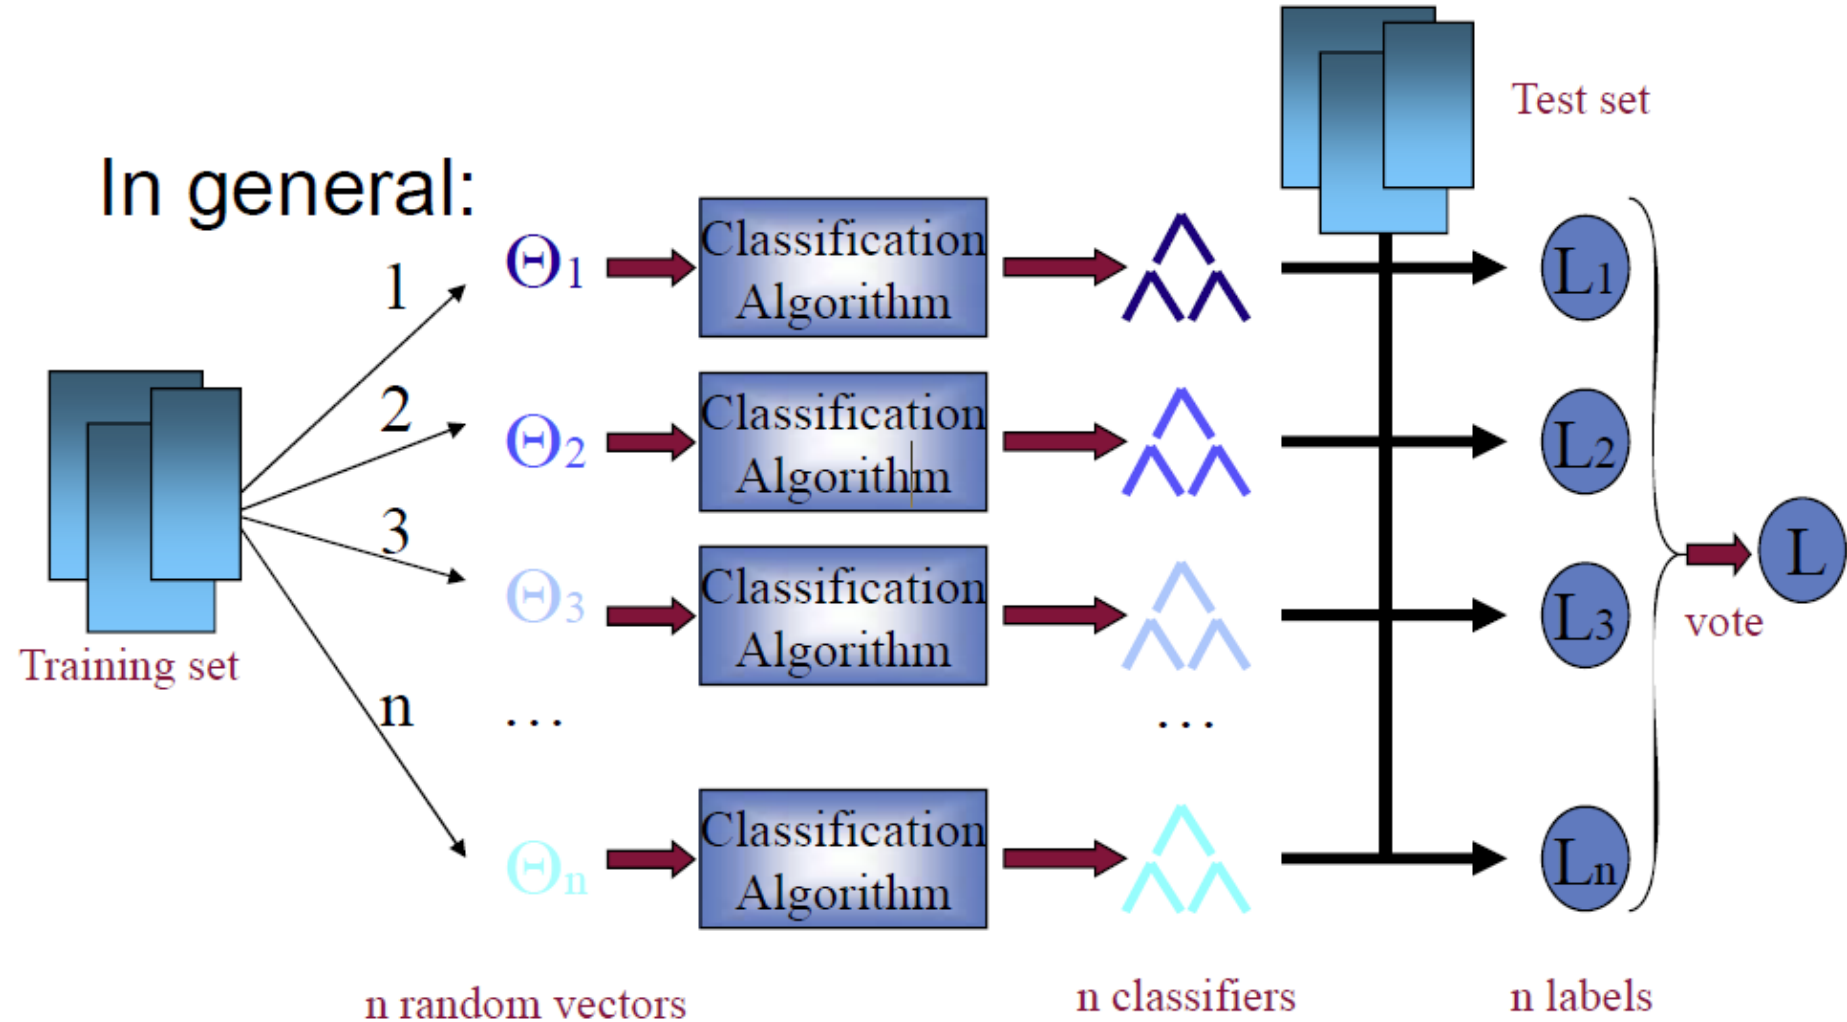 Test set
In general:
1
Θ1
Classification
Algorithm
L1
2
Θ2
Classification
Algorithm
L2
3
Θ3
Classification
Algorithm
L3
vote
L
Training set
n
...
...
Θn
Classification
Algorithm
Ln
n random vectors
n classifiers
n labels